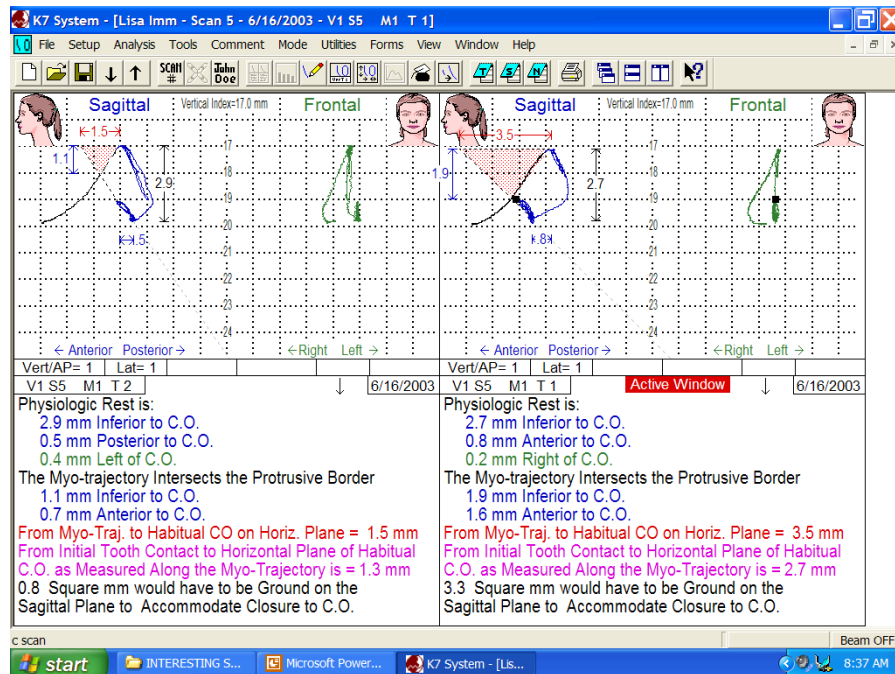 K7 System - [Lisa Imm - Scan 5 - 6/16/2003 - V1 S5 M1 T 1]
File Setup Analysis Tools Comment Mode Utilities Forms View Window Help
SCAN # John Doe T S N
Sagittal Vertical Index=17.0 mm Frontal
1.5
1.1
2.9
.5
17
18
19
20
21
22
23
24
← Anterior Posterior → ←Right Left →
Vert/AP= 1 Lat= 1
V1 S5 M1 T 2 ↓ 6/16/2003
Physiologic Rest is:
2.9 mm Inferior to C.O.
0.5 mm Posterior to C.O.
0.4 mm Left of C.O.
The Myo-trajectory Intersects the Protrusive Border
1.1 mm Inferior to C.O.
0.7 mm Anterior to C.O.
From Myo-Traj. to Habitual CO on Horiz. Plane = 1.5 mm
From Initial Tooth Contact to Horizontal Plane of Habitual
C.O. as Measured Along the Myo-Trajectory is = 1.3 mm
0.8 Square mm would have to be Ground on the
Sagittal Plane to Accommodate Closure to C.O.
Sagittal Vertical Index=17.0 mm Frontal
3.5
1.9
2.7
.8
17
18
19
20
21
22
23
24
← Anterior Posterior → ←Right Left →
Vert/AP= 1 Lat= 1
V1 S5 M1 T 1 Active Window ↓ 6/16/2003
Physiologic Rest is:
2.7 mm Inferior to C.O.
0.8 mm Anterior to C.O.
0.2 mm Right of C.O.
The Myo-trajectory Intersects the Protrusive Border
1.9 mm Inferior to C.O.
1.6 mm Anterior to C.O.
From Myo-Traj. to Habitual CO on Horiz. Plane = 3.5 mm
From Initial Tooth Contact to Horizontal Plane of Habitual
C.O. as Measured Along the Myo-Trajectory is = 2.7 mm
3.3 Square mm would have to be Ground on the
Sagittal Plane to Accommodate Closure to C.O.
c scan Beam OFF
start INTERESTING S... Microsoft Power... K7 System - [Lis... 8:37 AM